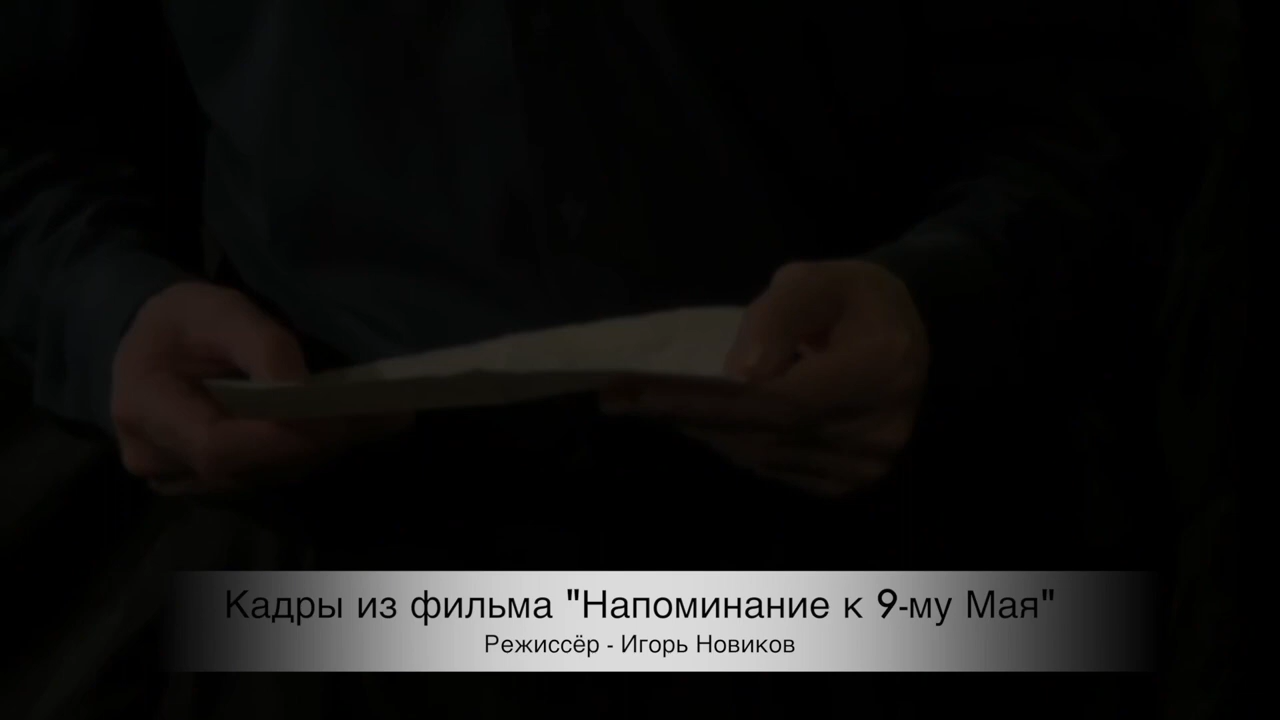 Кадры из фильма "Напоминание к 9-му Мая"
Режиссёр - Игорь Новиков